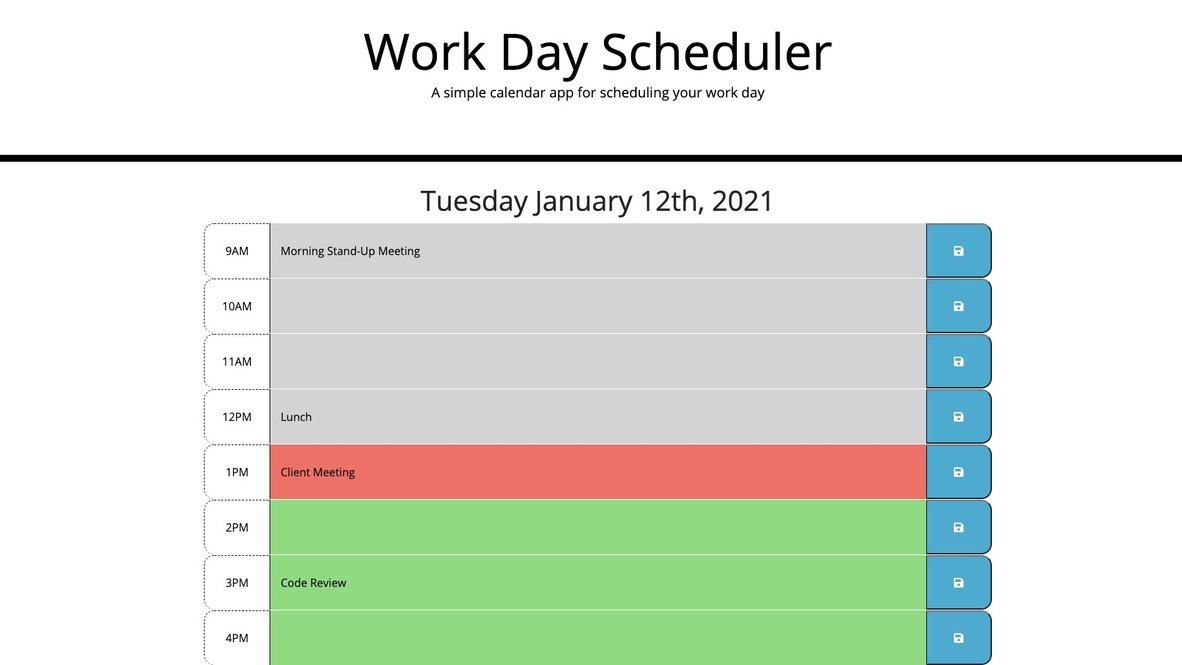 Work Day Scheduler
A simple calendar app for scheduling your work day
Tuesday January 12th, 2021
9AM Morning Stand-Up Meeting
10AM
11AM
12PM Lunch
1PM Client Meeting
2PM
3PM Code Review
4PM